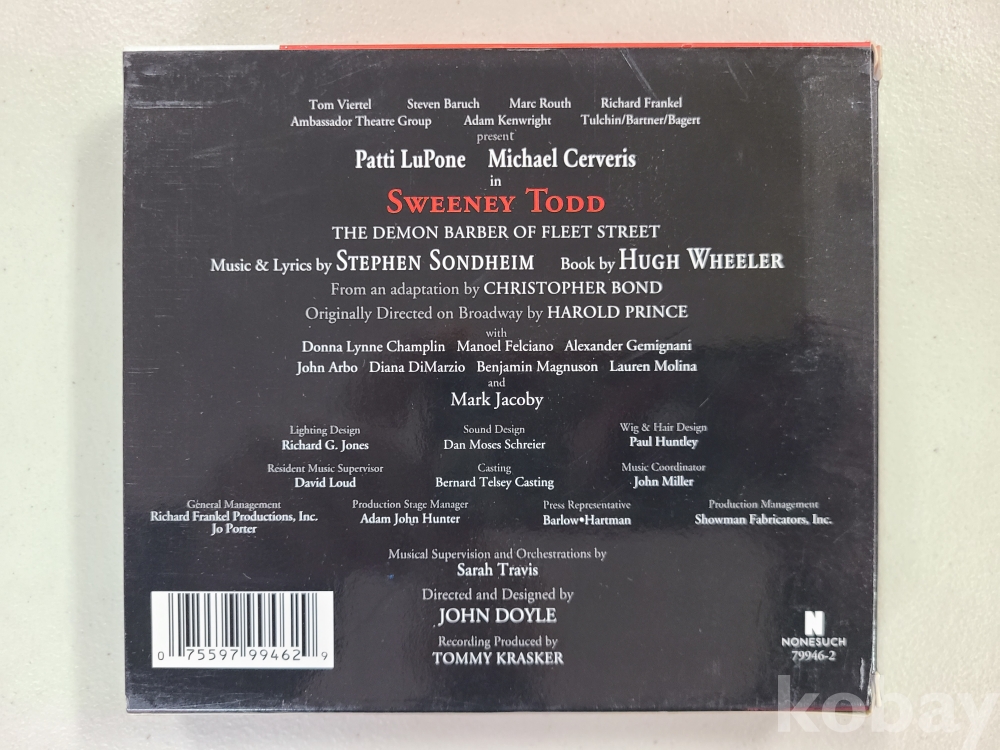 Tom Viertel Steven Baruch Marc Routh Richard Frankel
Ambassador Theatre Group Adam Kenwright Tulchin/Bartner/Bagert
present
Patti LuPone Michael Cerveris
in
SWEENEY TODD
THE DEMON BARBER OF FLEET STREET
Music & Lyrics by STEPHEN SONDHEIM Book by HUGH WHEELER
From an adaptation by CHRISTOPHER BOND
Originally Directed on Broadway by HAROLD PRINCE
with
Donna Lynne Champlin Manoel Felciano Alexander Gemignani
John Arbo Diana DiMarzio Benjamin Magnuson Lauren Molina
and
Mark Jacoby
Lighting Design Sound Design Wig & Hair Design
Richard G. Jones Dan Moses Schreier Paul Huntley
Resident Music Supervisor Casting Music Coordinator
David Loud Bernard Telsey Casting John Miller
General Management Production Stage Manager Press Representative Production Management
Richard Frankel Productions, Inc. Adam John Hunter Barlow•Hartman Showman Fabricators, Inc.
Jo Porter
Musical Supervision and Orchestrations by
Sarah Travis
Directed and Designed by
JOHN DOYLE
Recording Produced by
TOMMY KRASKER
0 75597 99462 9
N
NONESUCH
79946-2
kobay